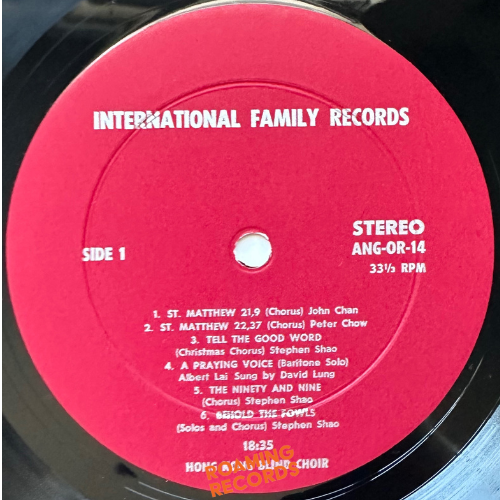 INTERNATIONAL FAMILY RECORDS
STEREO
SIDE 1
ANG-OR-14
33⅓ RPM
1. ST. MATTHEW 21,9 (Chorus) John Chan
2. ST. MATTHEW 22,37 (Chorus) Peter Chow
3. TELL THE GOOD WORD
(Christmas Chorus) Stephen Shao
4. A PRAYING VOICE (Baritone Solo)
Albert Lai Sung by David Lung
5. THE NINETY AND NINE
(Chorus) Stephen Shao
6. BEHOLD THE FOWLS
(Solos and Chorus) Stephen Shao
18:35
HONG KONG BLIND CHOIR
ROAMING
RECORDS